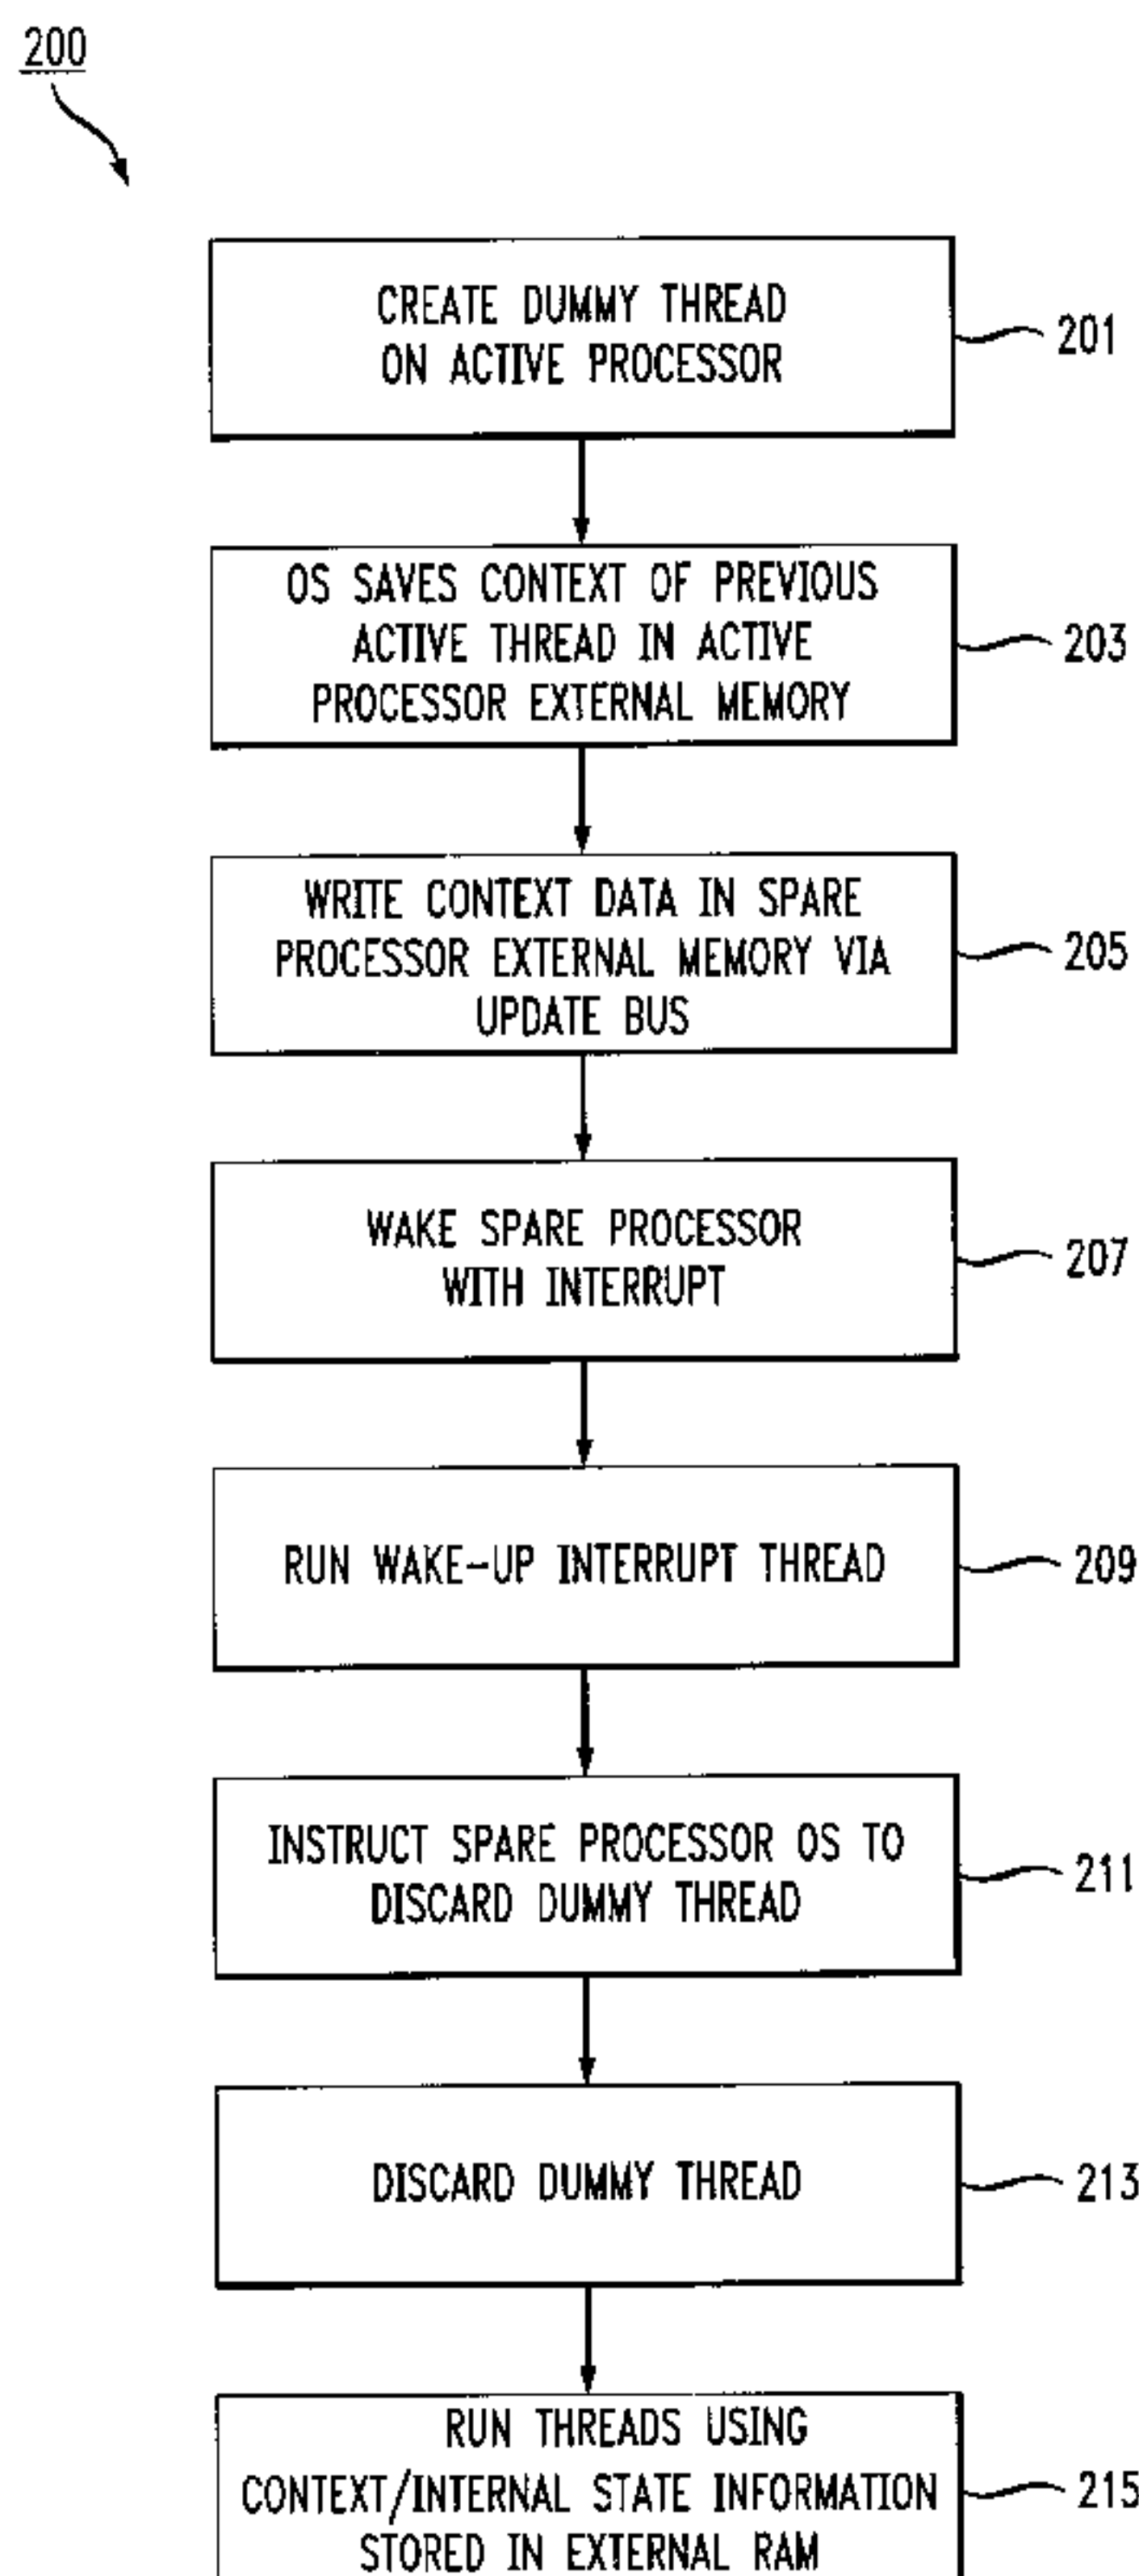 200
CREATE DUMMY THREAD
ON ACTIVE PROCESSOR
201
OS SAVES CONTEXT OF PREVIOUS
ACTIVE THREAD IN ACTIVE
PROCESSOR EXTERNAL MEMORY
203
WRITE CONTEXT DATA IN SPARE
PROCESSOR EXTERNAL MEMORY VIA
UPDATE BUS
205
WAKE SPARE PROCESSOR
WITH INTERRUPT
207
RUN WAKE-UP INTERRUPT THREAD
209
INSTRUCT SPARE PROCESSOR OS TO
DISCARD DUMMY THREAD
211
DISCARD DUMMY THREAD
213
RUN THREADS USING
CONTEXT/INTERNAL STATE INFORMATION
STORED IN EXTERNAL RAM
215